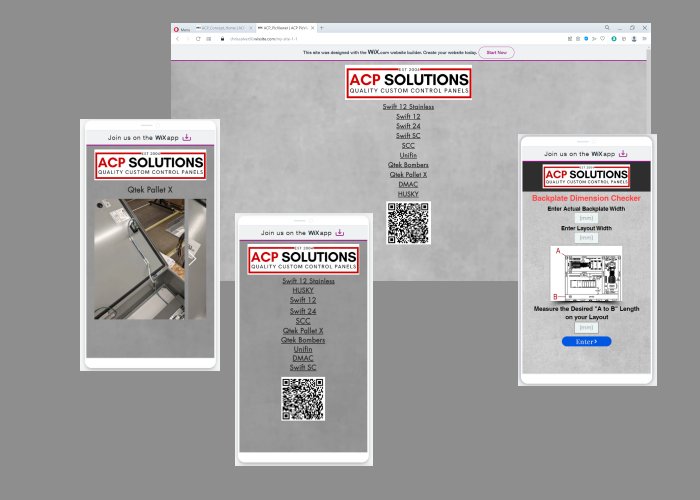 Menu
This site was designed with the WiX.com website builder. Create your website today.
Start Now
EST 2004
ACP SOLUTIONS
QUALITY CUSTOM CONTROL PANELS
Swift 12 Stainless
Swift 12
Swift 24
Swift SC
SCC
Unifin
Qtek Bombers
Qtek Pallet X
DMAC
HUSKY
Join us on the WiX app
EST 2004
ACP SOLUTIONS
QUALITY CUSTOM CONTROL PANELS
Qtek Pallet X
Join us on the WiX app
EST 2004
ACP SOLUTIONS
QUALITY CUSTOM CONTROL PANELS
Swift 12 Stainless
HUSKY
Swift 12
Swift 24
SCC
Qtek Pallet X
Qtek Bombers
Unifin
DMAC
Swift SC
Join us on the WiX app
ACP SOLUTIONS
QUALITY CUSTOM CONTROL PANELS
Backplate Dimension Checker
Enter Actual Backplate Width
(mm)
Enter Layout Width
(mm)
A
B
Measure the Desired "A to B" Length
on your Layout
(mm)
Enter